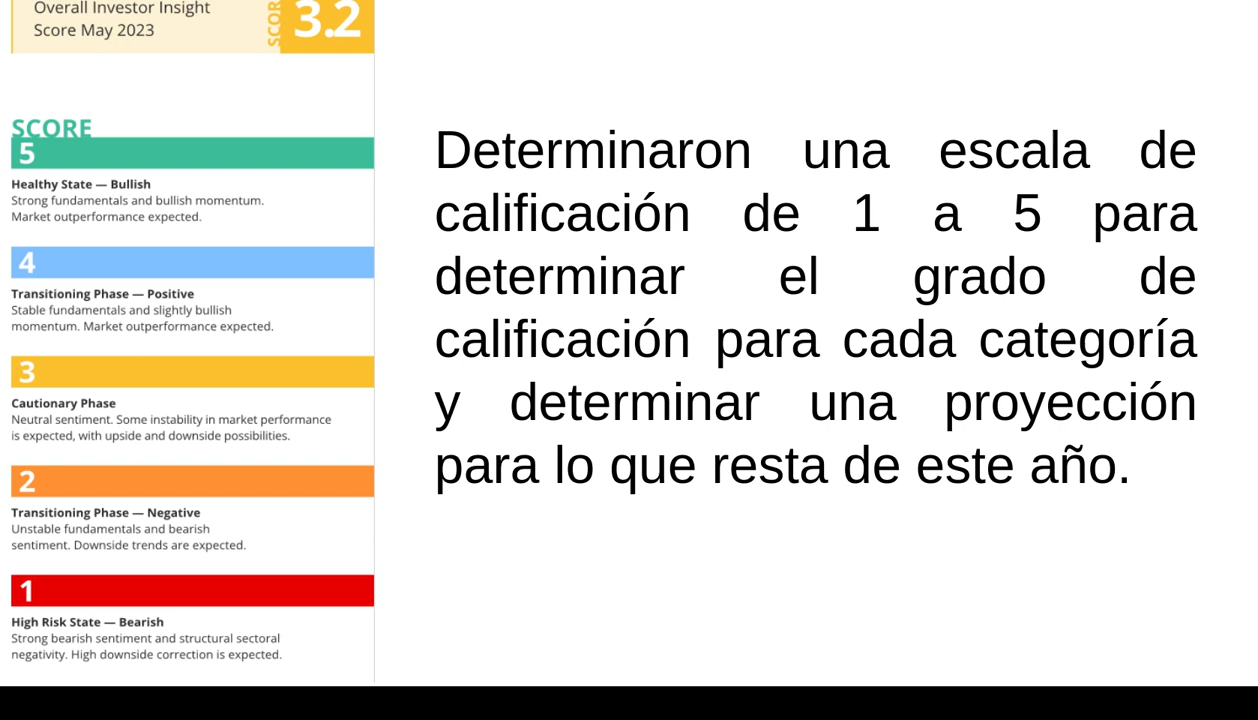 Overall Investor Insight
Score May 2023
SCORE
3.2
SCORE
5
Healthy State — Bullish
Strong fundamentals and bullish momentum.
Market outperformance expected.
4
Transitioning Phase — Positive
Stable fundamentals and slightly bullish
momentum. Market outperformance expected.
3
Cautionary Phase
Neutral sentiment. Some instability in market performance
is expected, with upside and downside possibilities.
2
Transitioning Phase — Negative
Unstable fundamentals and bearish
sentiment. Downside trends are expected.
1
High Risk State — Bearish
Strong bearish sentiment and structural sectoral
negativity. High downside correction is expected.
Determinaron una escala de
calificación de 1 a 5 para
determinar el grado de
calificación para cada categoría
y determinar una proyección
para lo que resta de este año.